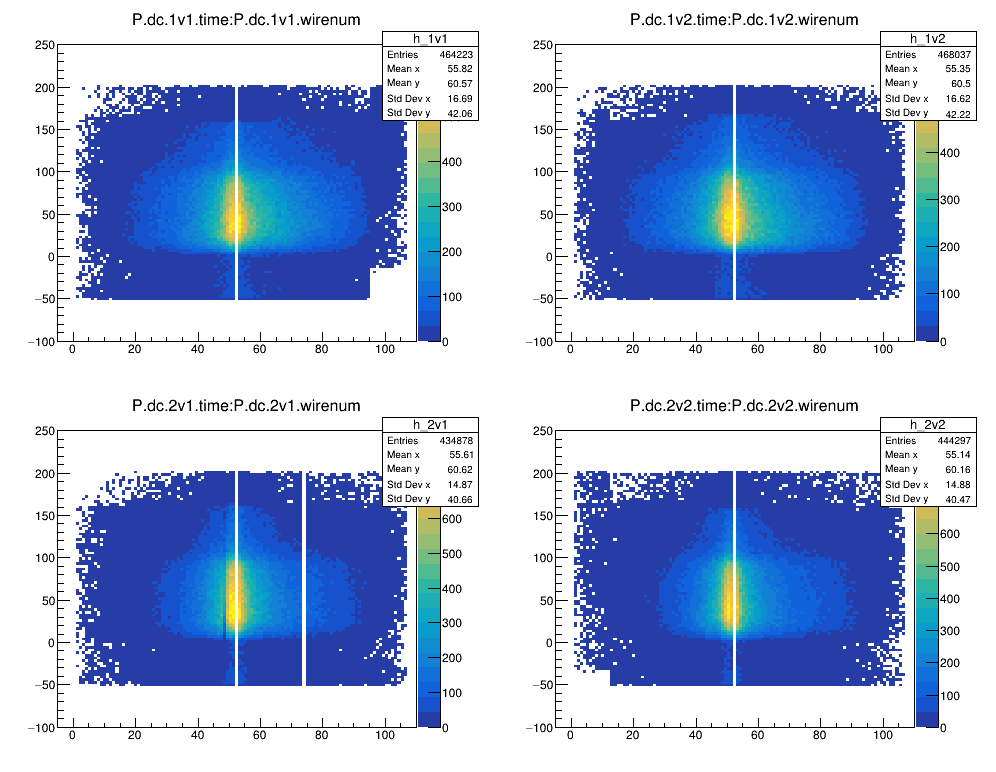 P.dc.1v1.time:P.dc.1v1.wirenum
h_1v1
Entries 464223
Mean x 55.82
Mean y 60.57
Std Dev x 16.69
Std Dev y 42.06
250
200
150
100
50
0
−50
−100
0 20 40 60 80 100
400
300
200
100
0
P.dc.1v2.time:P.dc.1v2.wirenum
h_1v2
Entries 468037
Mean x 55.35
Mean y 60.5
Std Dev x 16.62
Std Dev y 42.22
250
200
150
100
50
0
−50
−100
0 20 40 60 80 100
400
300
200
100
0
P.dc.2v1.time:P.dc.2v1.wirenum
h_2v1
Entries 434878
Mean x 55.61
Mean y 60.62
Std Dev x 14.87
Std Dev y 40.66
250
200
150
100
50
0
−50
−100
0 20 40 60 80 100
600
500
400
300
200
100
0
P.dc.2v2.time:P.dc.2v2.wirenum
h_2v2
Entries 444297
Mean x 55.14
Mean y 60.16
Std Dev x 14.88
Std Dev y 40.47
250
200
150
100
50
0
−50
−100
0 20 40 60 80 100
600
500
400
300
200
100
0